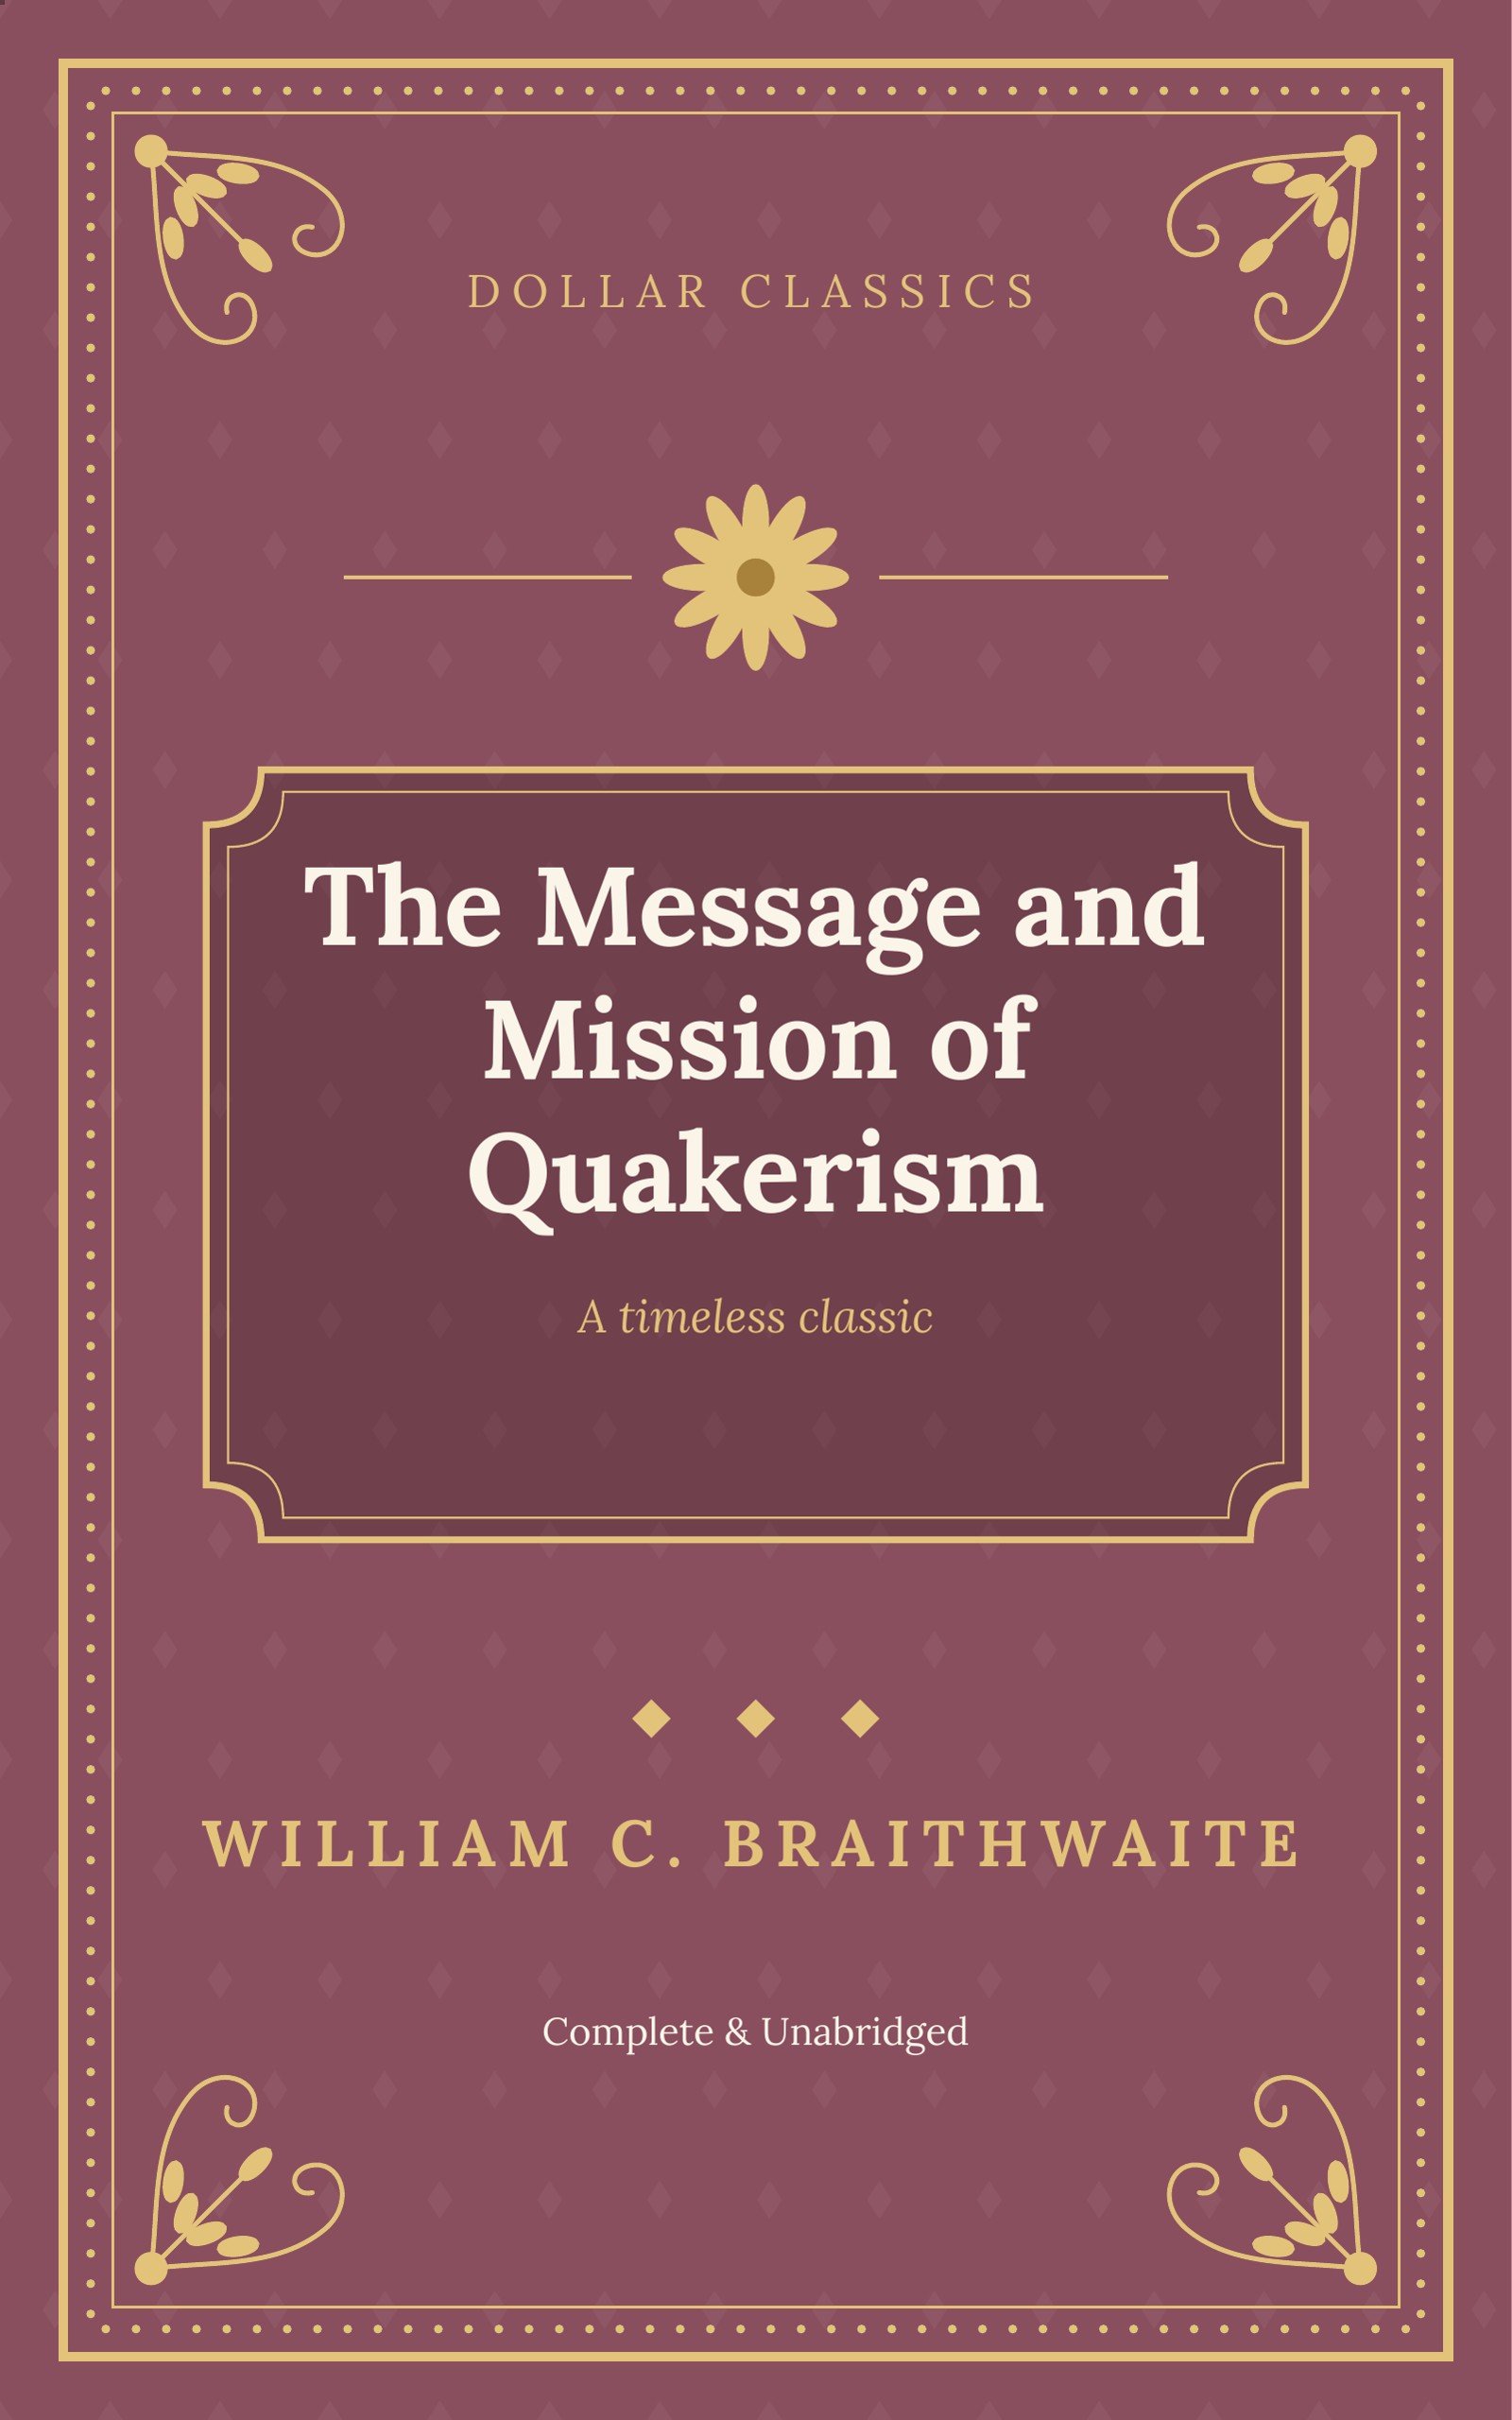 DOLLAR CLASSICS
The Message and
Mission of
Quakerism
A timeless classic
WILLIAM C. BRAITHWAITE
Complete & Unabridged